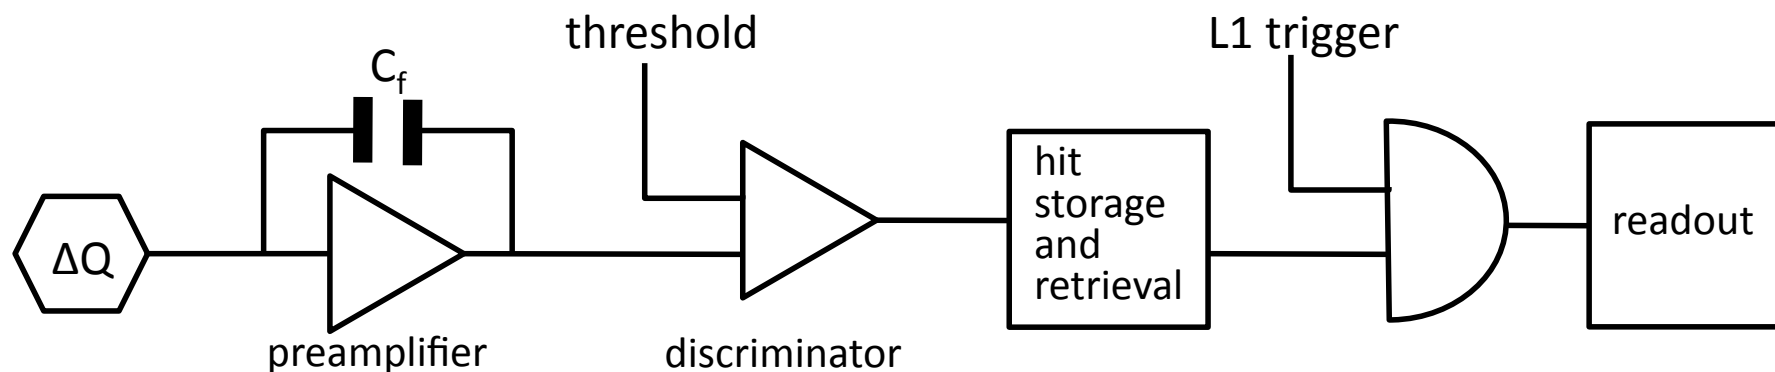 threshold
L1 trigger
C_f
ΔQ
hit
storage
and
retrieval
readout
preamplifier
discriminator